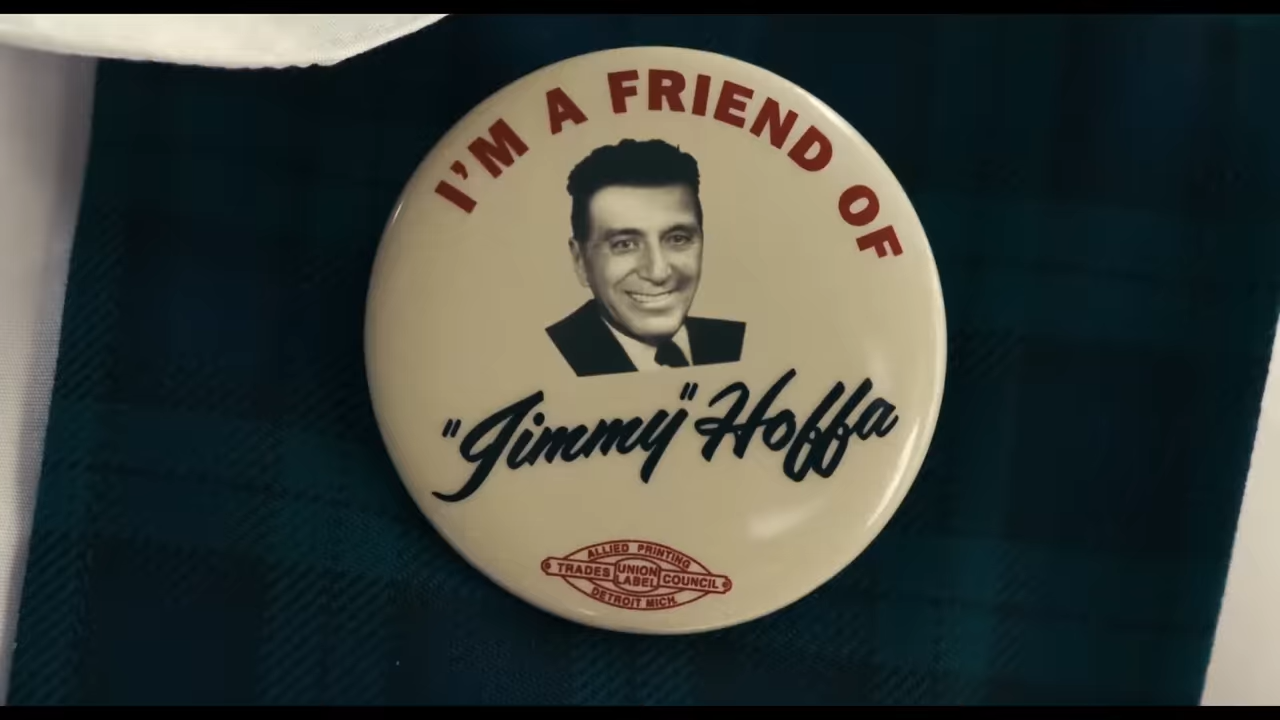 I'M A FRIEND OF
"Jimmy" Hoffa
ALLIED PRINTING
TRADES UNION LABEL COUNCIL
DETROIT MICH.